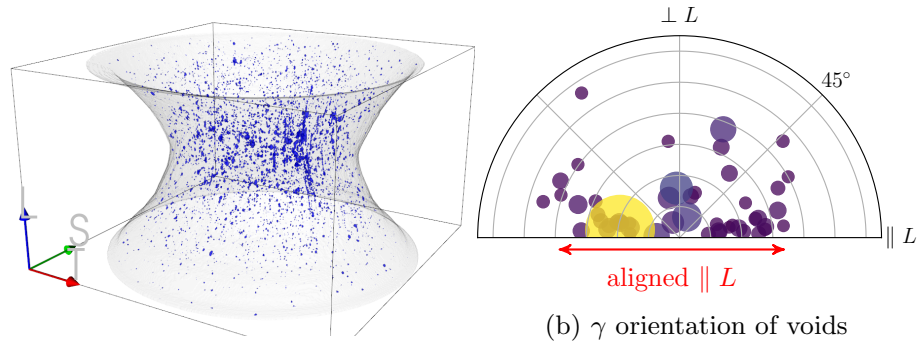 L
S
T
⊥ L
45°
∥ L
aligned ∥ L
(b) γ orientation of voids